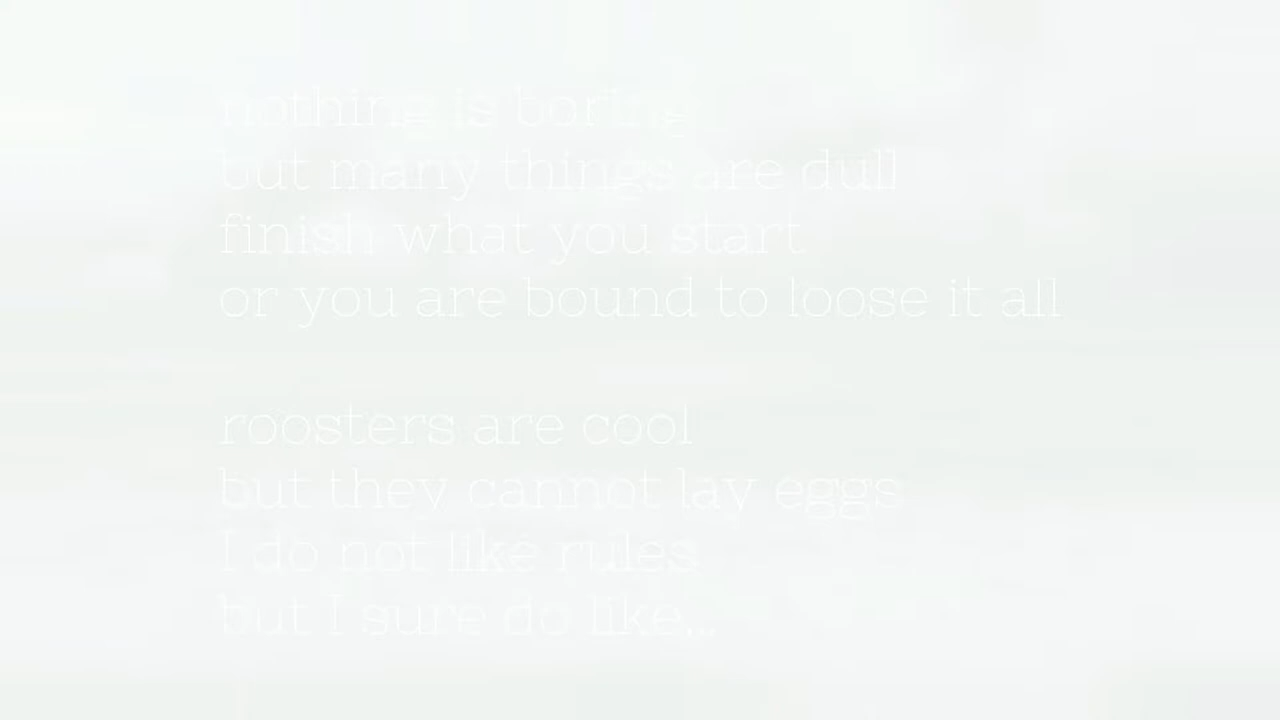 nothing is boring
but many things are dull
finish what you start
or you are bound to loose it all
roosters are cool
but they cannot lay eggs
I do not like rules
but I sure do like...